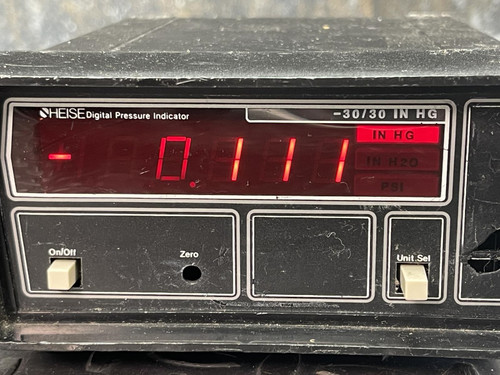 HEISE Digital Pressure Indicator
-30/30 IN HG
- 0.111
IN HG
IN H2O
PSI
On/Off
Zero
Unit Sel